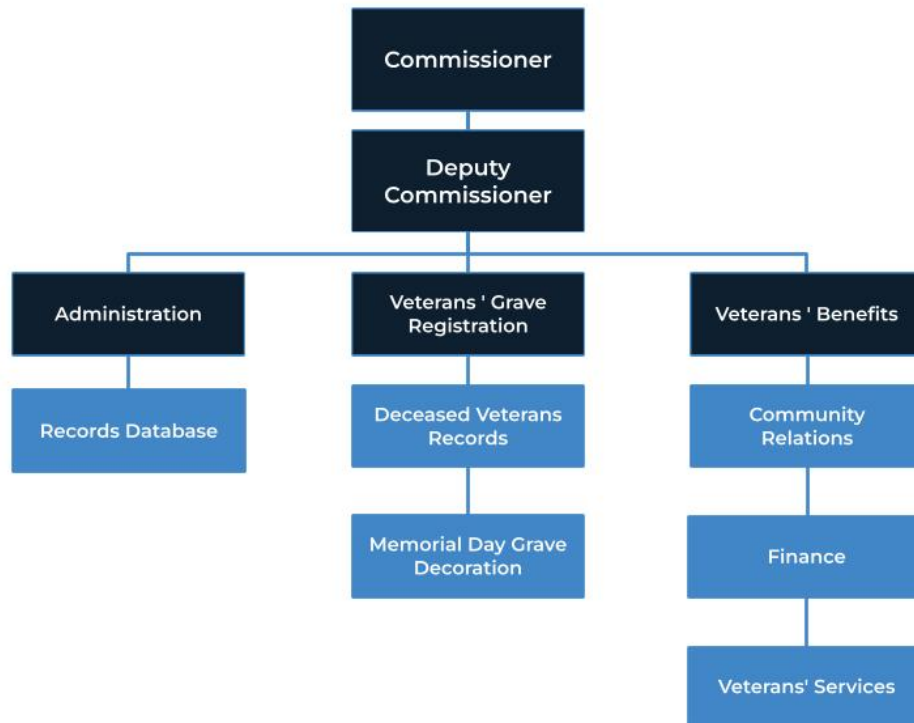 Commissioner
Deputy
Commissioner
Administration
Veterans ' Grave
Registration
Veterans ' Benefits
Records Database
Deceased Veterans
Records
Community
Relations
Memorial Day Grave
Decoration
Finance
Veterans' Services